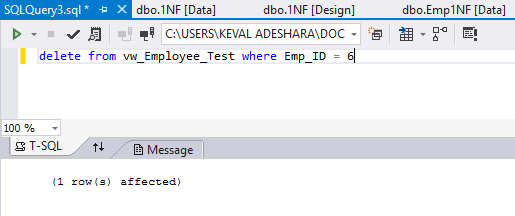 SQLQuery3.sql * dbo.1NF [Data] dbo.1NF [Design] dbo.Emp1NF [Data]
C:\USERS\KEVAL ADESHARA\DOC
delete from vw_Employee_Test where Emp_ID = 6
100 %
T-SQL Message
(1 row(s) affected)